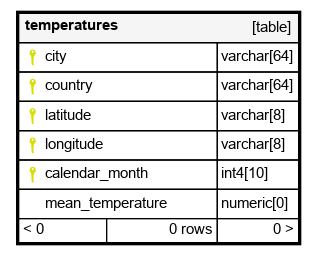 temperatures [table]
city varchar[64]
country varchar[64]
latitude varchar[8]
longitude varchar[8]
calendar_month int4[10]
mean_temperature numeric[0]
< 0 0 rows 0 >